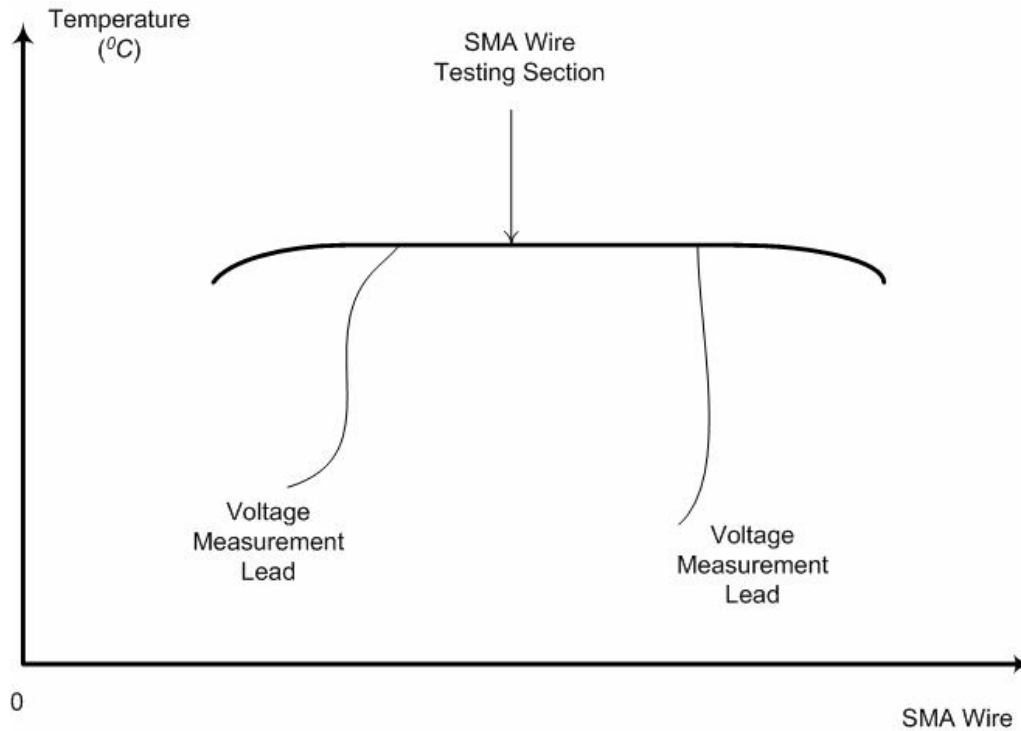 Temperature
(⁰C)
SMA Wire
Testing Section
Voltage
Measurement
Lead
Voltage
Measurement
Lead
0
SMA Wire